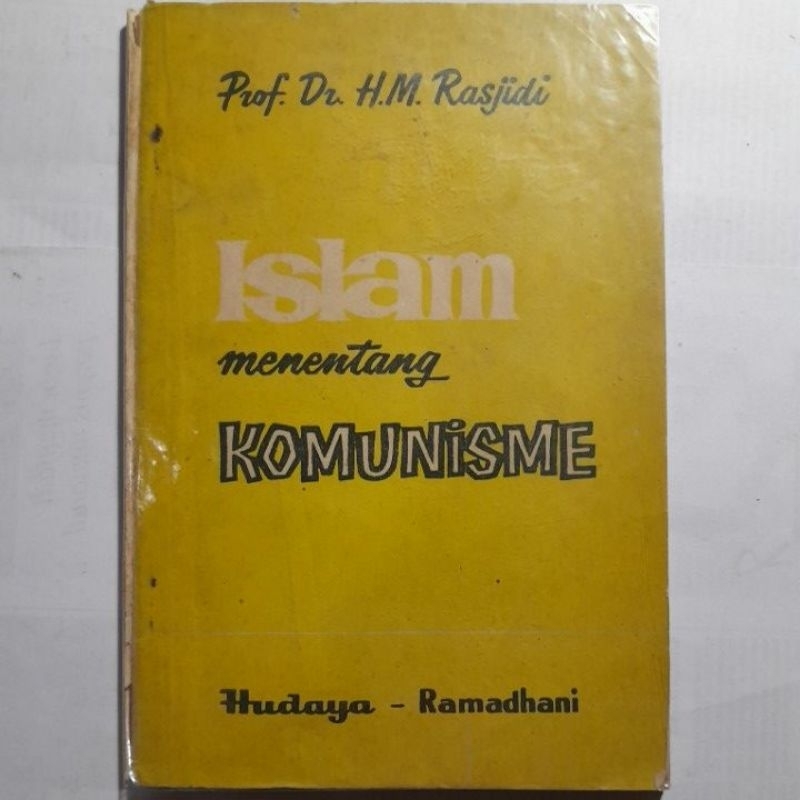 Prof. Dr. H.M. Rasjidi
Islam
menentang
KOMUNiSME
Hudaya - Ramadhani